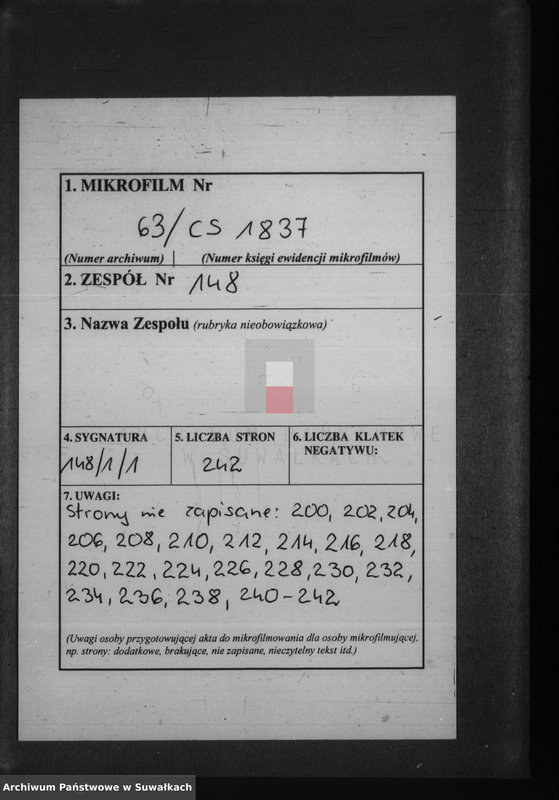 1. MIKROFILM Nr
63/CS 1837
(Numer archiwum) (Numer księgi ewidencji mikrofilmów)
2. ZESPÓŁ Nr 148
3. Nazwa Zespołu (rubryka nieobowiązkowa)
4. SYGNATURA
148/1/1
5. LICZBA STRON
242
6. LICZBA KLATEK
NEGATYWU:
W SUWAŁKACH
7. UWAGI:
Strony nie zapisane: 200, 202, 204,
206, 208, 210, 212, 214, 216, 218,
220, 222, 224, 226, 228, 230, 232,
234, 236, 238, 240-242
(Uwagi osoby przygotowującej akta do mikrofilmowania dla osoby mikrofilmującej,
np. strony: dodatkowe, brakujące, nie zapisane, nieczytelny tekst itd.)
Archiwum Państwowe w Suwałkach